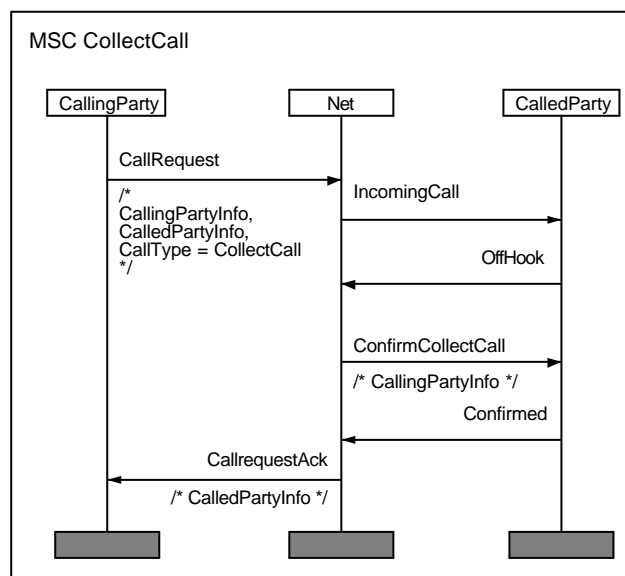 MSC CollectCall
CallingParty
Net
CalledParty
CallRequest
/*
CallingPartyInfo,
CalledPartyInfo,
CallType = CollectCall
*/
IncomingCall
OffHook
ConfirmCollectCall
/* CallingPartyInfo */
Confirmed
CallrequestAck
/* CalledPartyInfo */